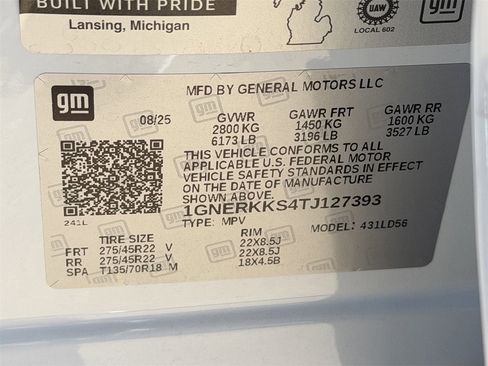 BUILT WITH PRIDE
Lansing, Michigan
UAW
LOCAL 602
gm
gm
08/25
MFD BY GENERAL MOTORS LLC
GVWR GAWR FRT GAWR RR
2800 KG 1450 KG 1600 KG
6173 LB 3196 LB 3527 LB
THIS VEHICLE CONFORMS TO ALL
APPLICABLE U.S. FEDERAL MOTOR
VEHICLE SAFETY STANDARDS IN EFFECT
ON THE DATE OF MANUFACTURE
SHOWN ABOVE.
1GNERKKS4TJ127393
TYPE: MPV MODEL: 431LD56
241L
TIRE SIZE RIM
FRT 275/45R22 V 22X8.5J
RR 275/45R22 V 22X8.5J
SPA T135/70R18 M 18X4.5B